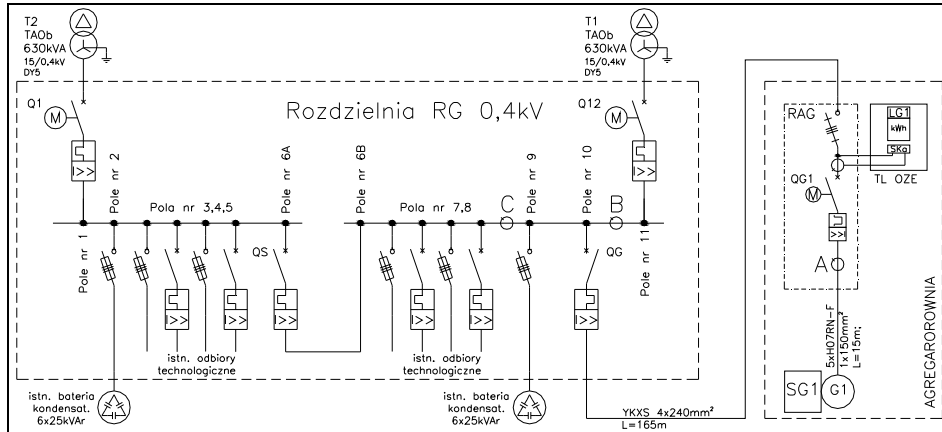 T2
TAOb
630kVA
15/0.4kV
DY5
T1
TAOb
630kVA
15/0.4kV
DY5
Q1
M
Rozdzielnia RG 0,4kV
Q12
M
RAG
LG1
kWh
SKa
TL OZE
QG1
M
I>>
I>>
>>I
Pole nr 2
Pole nr 6A
Pole nr 6B
Pole nr 9
Pole nr 10
Pola nr 3,4,5
Pola nr 7,8
C
B
A
Pole nr 1
QS
QG
Pole nr 11
I>>
I>>
I>>
I>>
I>>
I>>
istn. odbiory
technologiczne
istn. odbiory
technologiczne
5xH07RN-F
1x150mm²
L=15m;
AGREGAROROWNIA
istn. bateria
kondensat.
6x25kVAr
istn. bateria
kondensat.
6x25kVAr
YKXS 4x240mm²
L=165m
SG1
G1